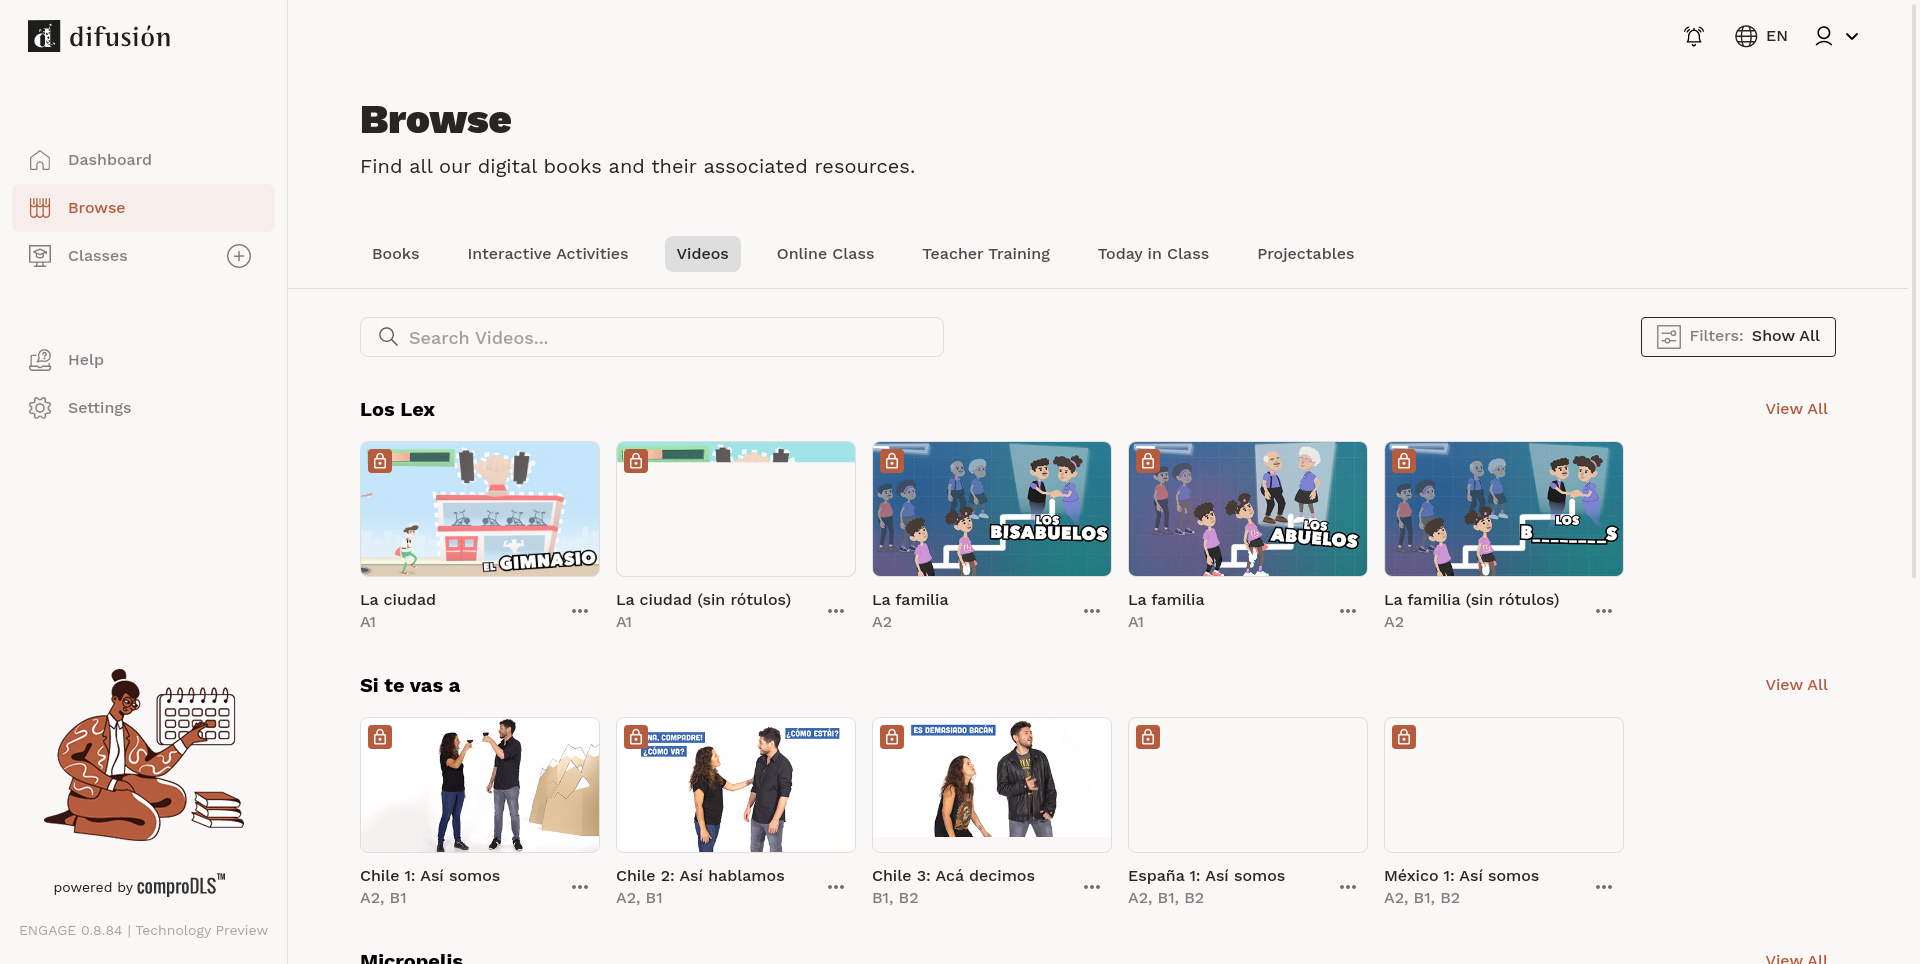 difusión
EN
Dashboard
Browse
Classes
Help
Settings
powered by comproDLS™
ENGAGE 0.8.84 | Technology Preview
Browse
Find all our digital books and their associated resources.
Books
Interactive Activities
Videos
Online Class
Teacher Training
Today in Class
Projectables
Search Videos...
Filters: Show All
Los Lex
View All
EL GIMNASIO
LOS
BISABUELOS
LOS
ABUELOS
LOS
B_______S
La ciudad
A1
La ciudad (sin rótulos)
A1
La familia
A2
La familia
A1
La familia (sin rótulos)
A2
Si te vas a
View All
NA, COMPADRE!
¿CÓMO VA?
¿CÓMO ESTÁI?
ES DEMASIADO BACÁN
Chile 1: Así somos
A2, B1
Chile 2: Así hablamos
A2, B1
Chile 3: Acá decimos
B1, B2
España 1: Así somos
A2, B1, B2
México 1: Así somos
A2, B1, B2
Micropelis
View All